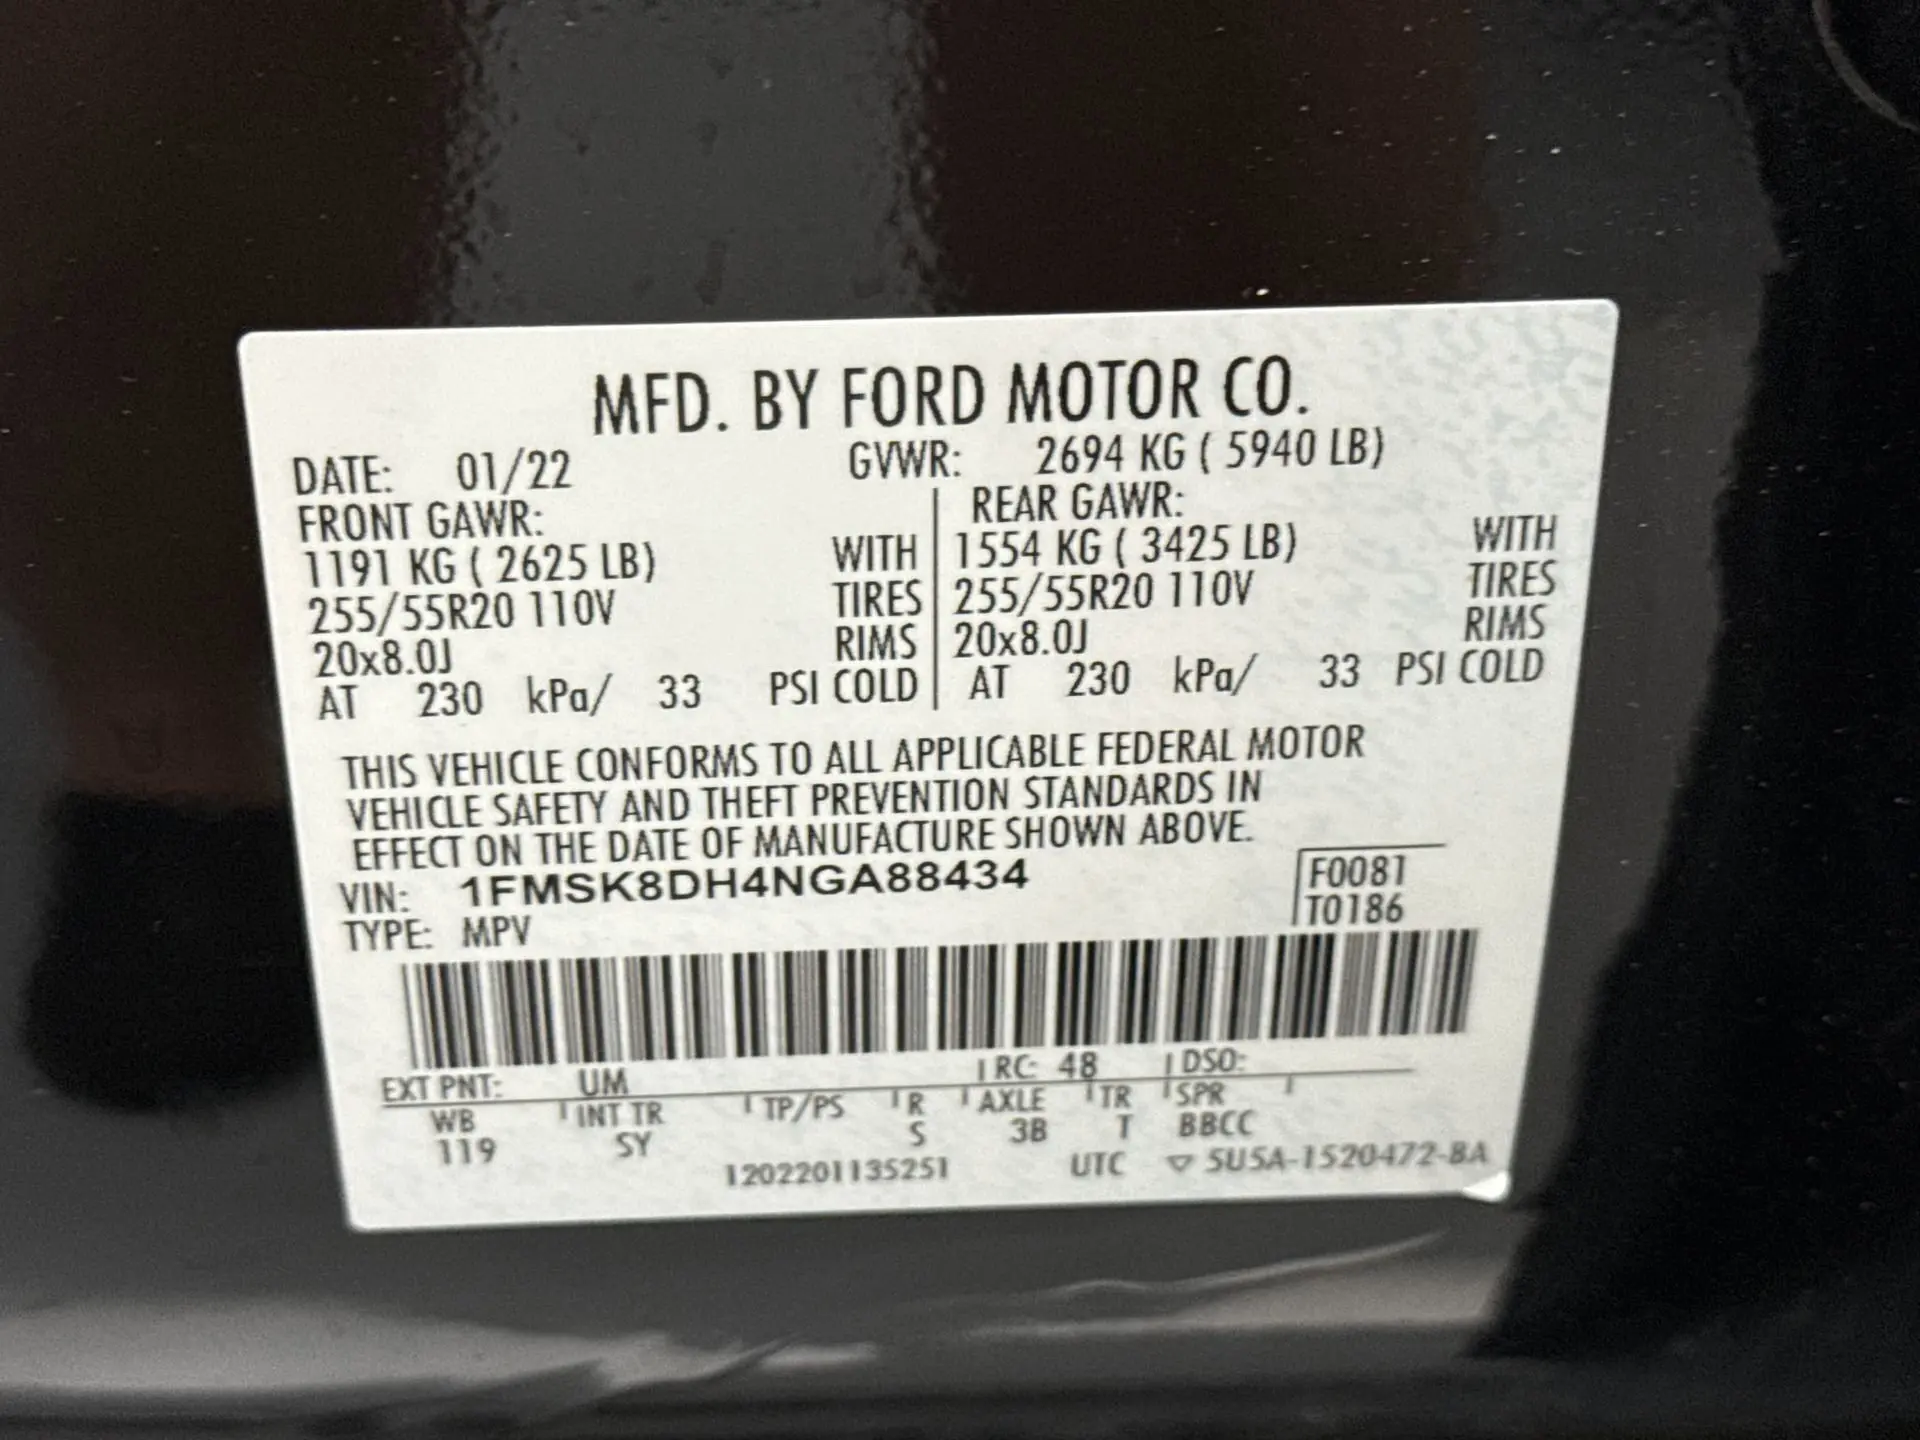 MFD. BY FORD MOTOR CO.
DATE: 01/22 GVWR: 2694 KG ( 5940 LB)
FRONT GAWR: REAR GAWR:
1191 KG ( 2625 LB) WITH 1554 KG ( 3425 LB) WITH
255/55R20 110V TIRES 255/55R20 110V TIRES
20x8.0J RIMS 20x8.0J RIMS
AT 230 kPa/ 33 PSI COLD AT 230 kPa/ 33 PSI COLD
THIS VEHICLE CONFORMS TO ALL APPLICABLE FEDERAL MOTOR
VEHICLE SAFETY AND THEFT PREVENTION STANDARDS IN
EFFECT ON THE DATE OF MANUFACTURE SHOWN ABOVE.
VIN: 1FMSK8DH4NGA88434 F0081
TYPE: MPV T0186
EXT PNT: UM RC: 48 DSO:
WB INT TR TP/PS R AXLE TR SPR
119 SY S 3B T BBCC
1202201135251 UTC ▽ 5U5A-1520472-BA